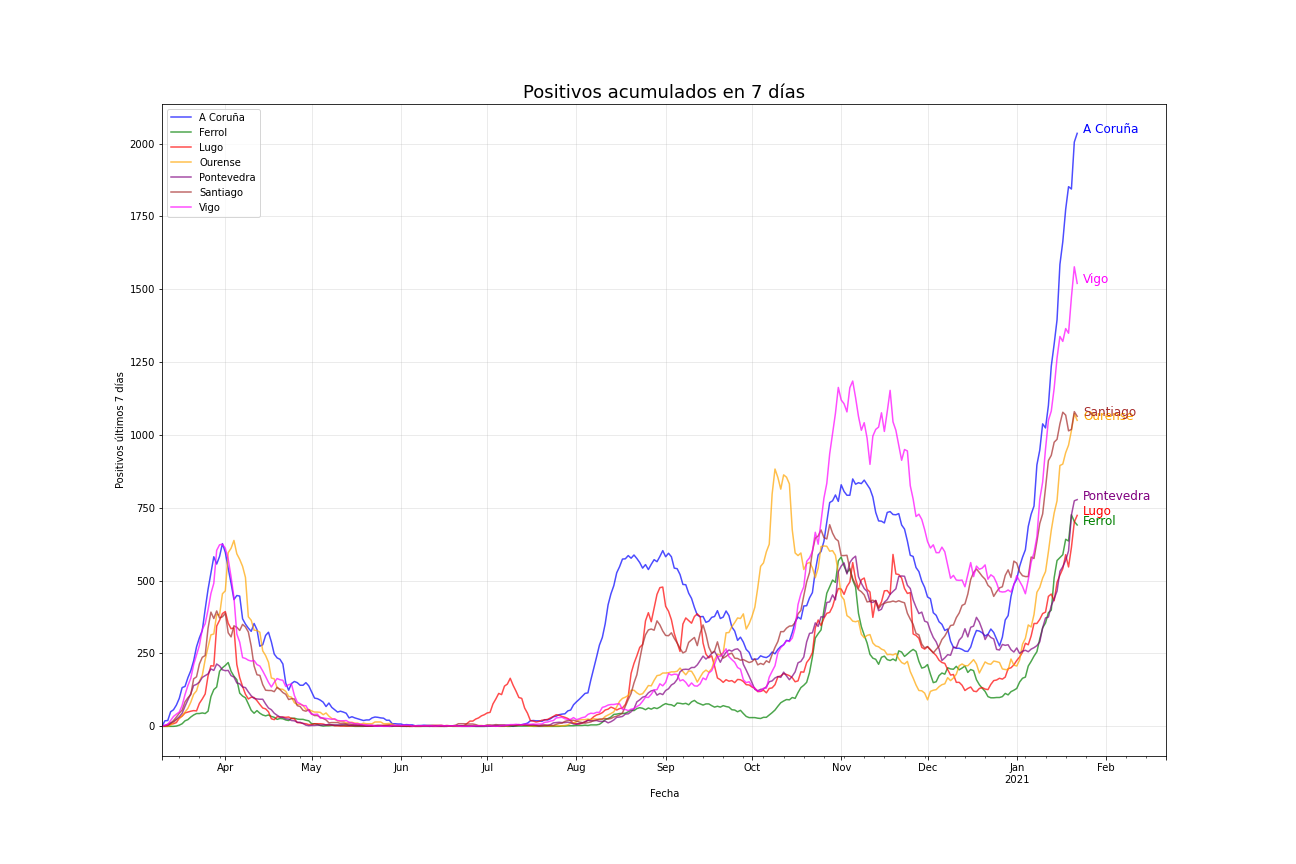 Positivos acumulados en 7 días
A Coruña
Ferrol
Lugo
Ourense
Pontevedra
Santiago
Vigo
2000
1750
1500
1250
1000
750
500
250
0
Positivos últimos 7 días
A Coruña
Vigo
Santiago
Ourense
Pontevedra
Lugo
Ferrol
Apr May Jun Jul Aug Sep Oct Nov Dec Jan Feb
2021
Fecha